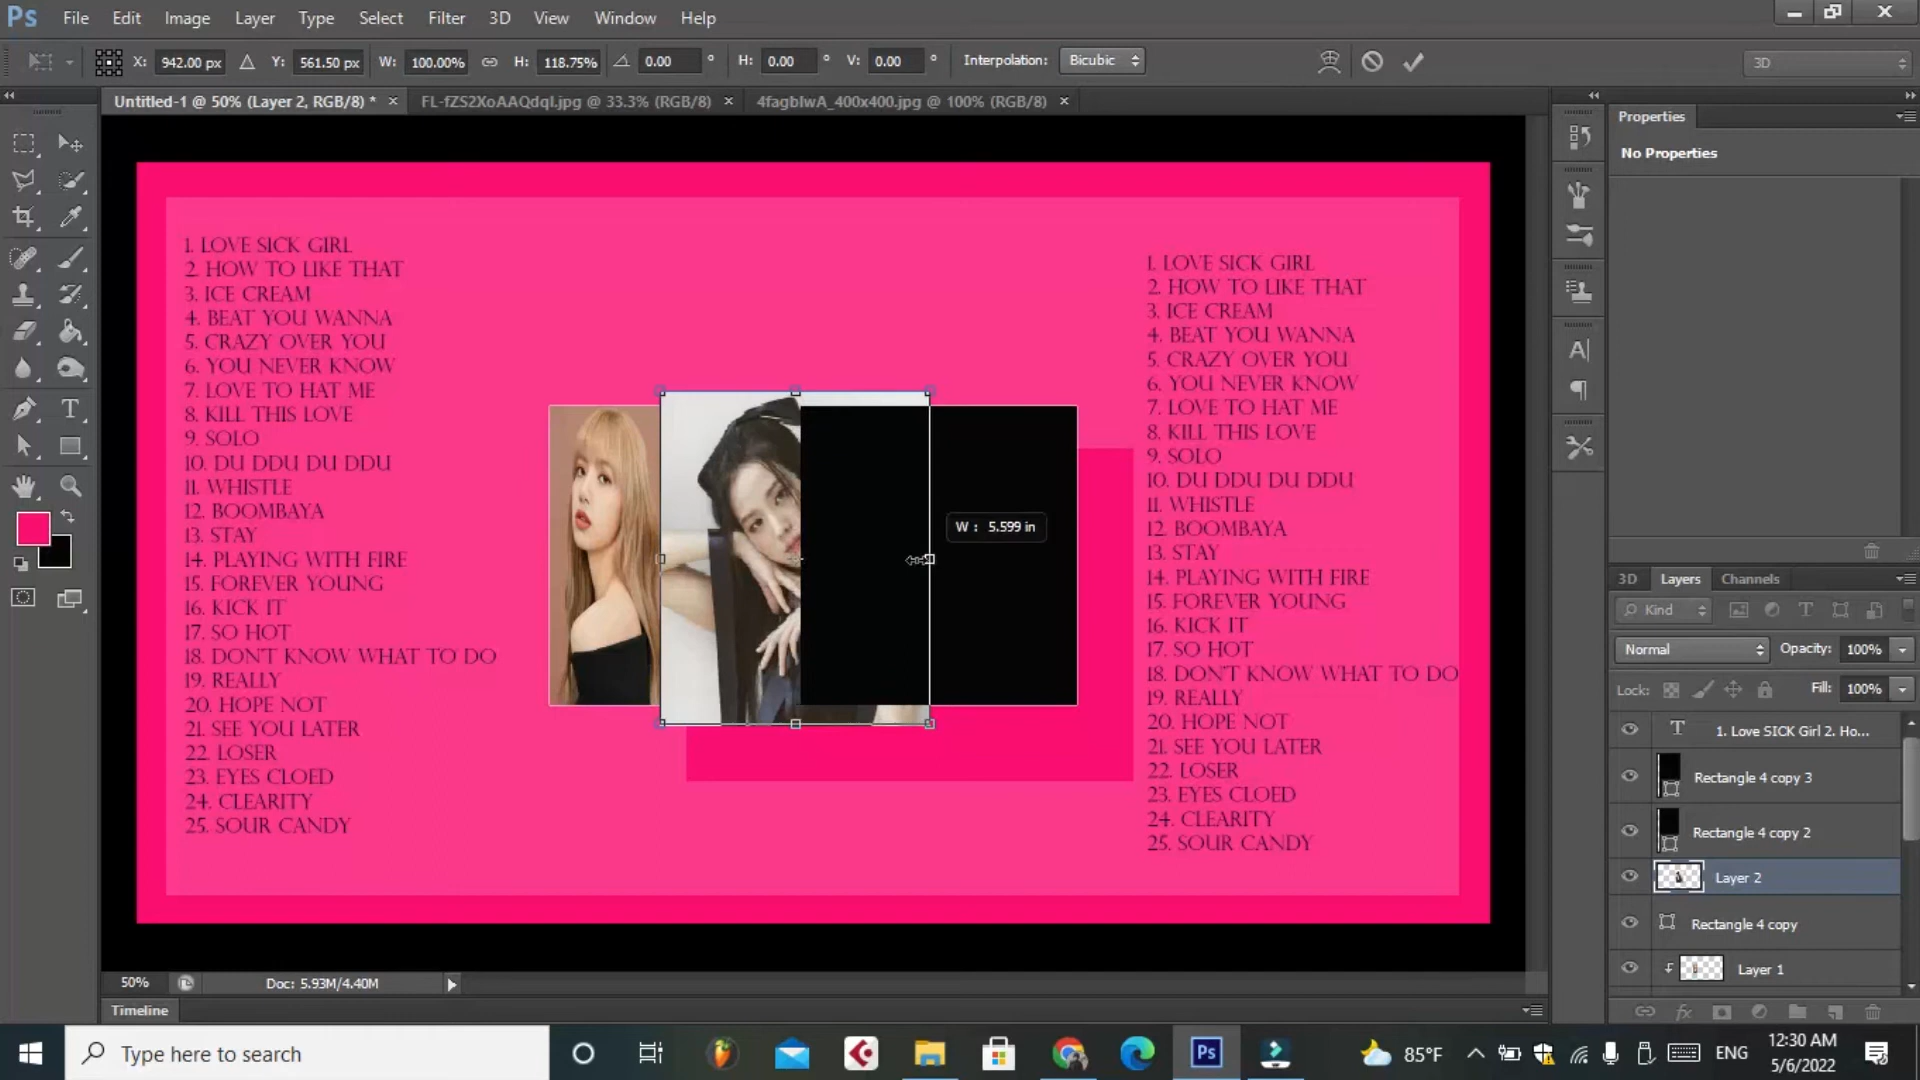 Ps File Edit Image Layer Type Select Filter 3D View Window Help
X: 942.00 px Y: 561.50 px W: 100.00% H: 118.75% 0.00 ° H: 0.00 ° V: 0.00 ° Interpolation: Bicubic 3D
Untitled-1 @ 50% (Layer 2, RGB/8) * × FL-fZS2XoAAQdqI.jpg @ 33.3% (RGB/8) × 4fagblwA_400x400.jpg @ 100% (RGB/8) ×
1. LOVE SICK GIRL
2. HOW TO LIKE THAT
3. ICE CREAM
4. BEAT YOU WANNA
5. CRAZY OVER YOU
6. YOU NEVER KNOW
7. LOVE TO HAT ME
8. KILL THIS LOVE
9. SOLO
10. DU DDU DU DDU
11. WHISTLE
12. BOOMBAYA
13. STAY
14. PLAYING WITH FIRE
15. FOREVER YOUNG
16. KICK IT
17. SO HOT
18. DON'T KNOW WHAT TO DO
19. REALLY
20. HOPE NOT
21. SEE YOU LATER
22. LOSER
23. EYES CLOED
24. CLEARITY
25. SOUR CANDY
W : 5.599 in
1. LOVE SICK GIRL
2. HOW TO LIKE THAT
3. ICE CREAM
4. BEAT YOU WANNA
5. CRAZY OVER YOU
6. YOU NEVER KNOW
7. LOVE TO HAT ME
8. KILL THIS LOVE
9. SOLO
10. DU DDU DU DDU
11. WHISTLE
12. BOOMBAYA
13. STAY
14. PLAYING WITH FIRE
15. FOREVER YOUNG
16. KICK IT
17. SO HOT
18. DON'T KNOW WHAT TO DO
19. REALLY
20. HOPE NOT
21. SEE YOU LATER
22. LOSER
23. EYES CLOED
24. CLEARITY
25. SOUR CANDY
Properties
No Properties
3D Layers Channels
Kind
Normal Opacity: 100%
Lock: Fill: 100%
T 1. Love SICK Girl 2. Ho...
Rectangle 4 copy 3
Rectangle 4 copy 2
Layer 2
Rectangle 4 copy
Layer 1
50% Doc: 5.93M/4.40M
Timeline
Type here to search
Ps
85°F ENG 12:30 AM
5/6/2022